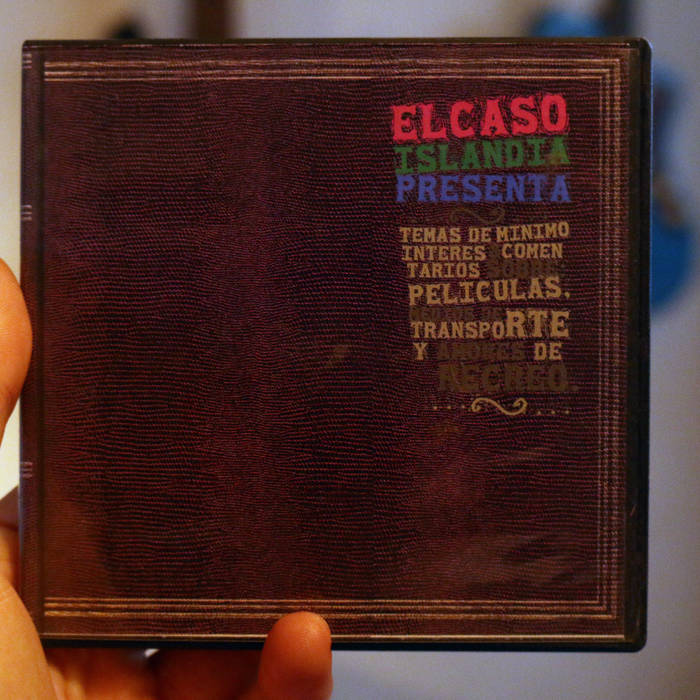 EL CASO
ISLANDIA
PRESENTA
TEMAS DE MINIMO
INTERES Y COMEN
TARIOS SOBRE:
PELICULAS,
MEDIOS DE
TRANSPORTE
Y AMORES DE
RECREO.